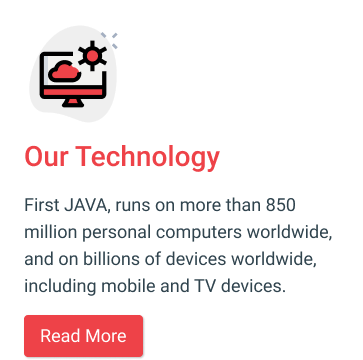 Our Technology
First JAVA, runs on more than 850
million personal computers worldwide,
and on billions of devices worldwide,
including mobile and TV devices.
Read More